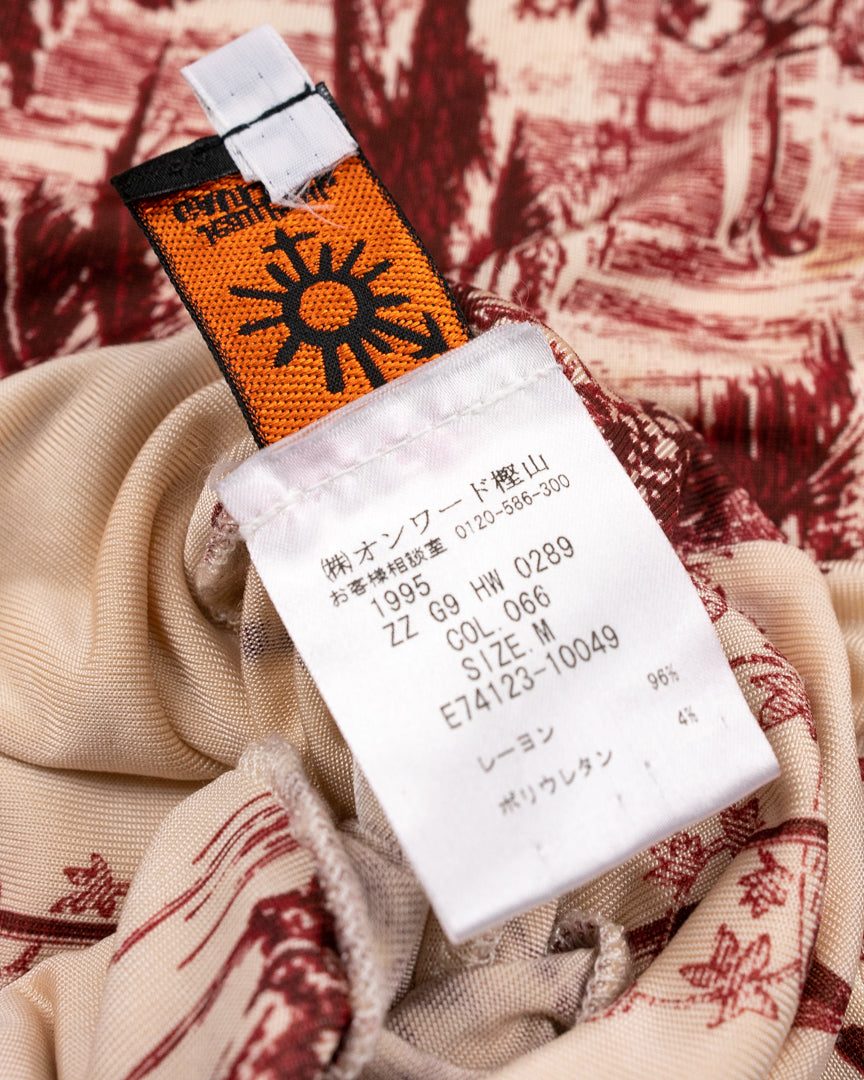 ㈱オンワード樫山
お客様相談室 0120-586-300
1995
ZZ G9 HW 0289
COL.066
SIZE.M
E74123-10049
レーヨン 96%
ポリウレタン 4%